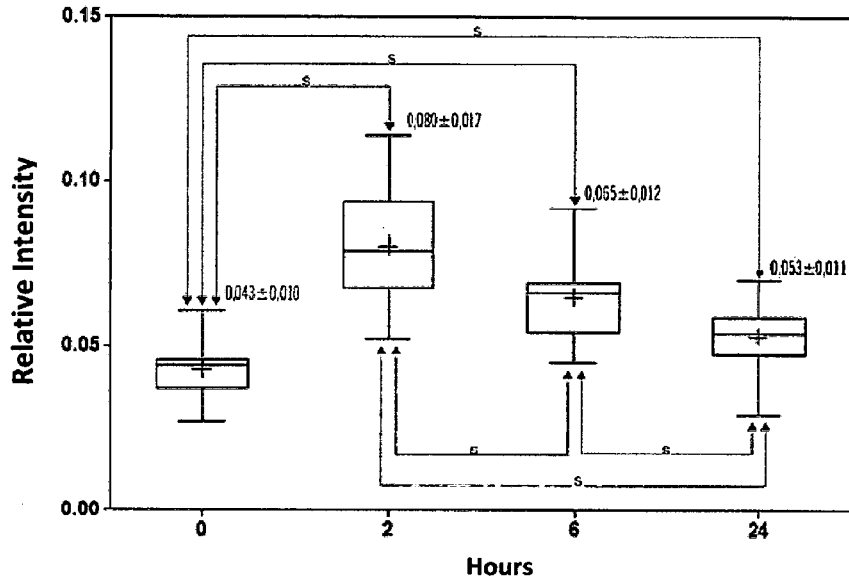 Relative Intensity
0.15
0.10
0.05
0.00
S
S
S
0,080±0,017
0,065±0,012
0,053±0,011
0,043±0,010
S
S
S
0
2
6
24
Hours